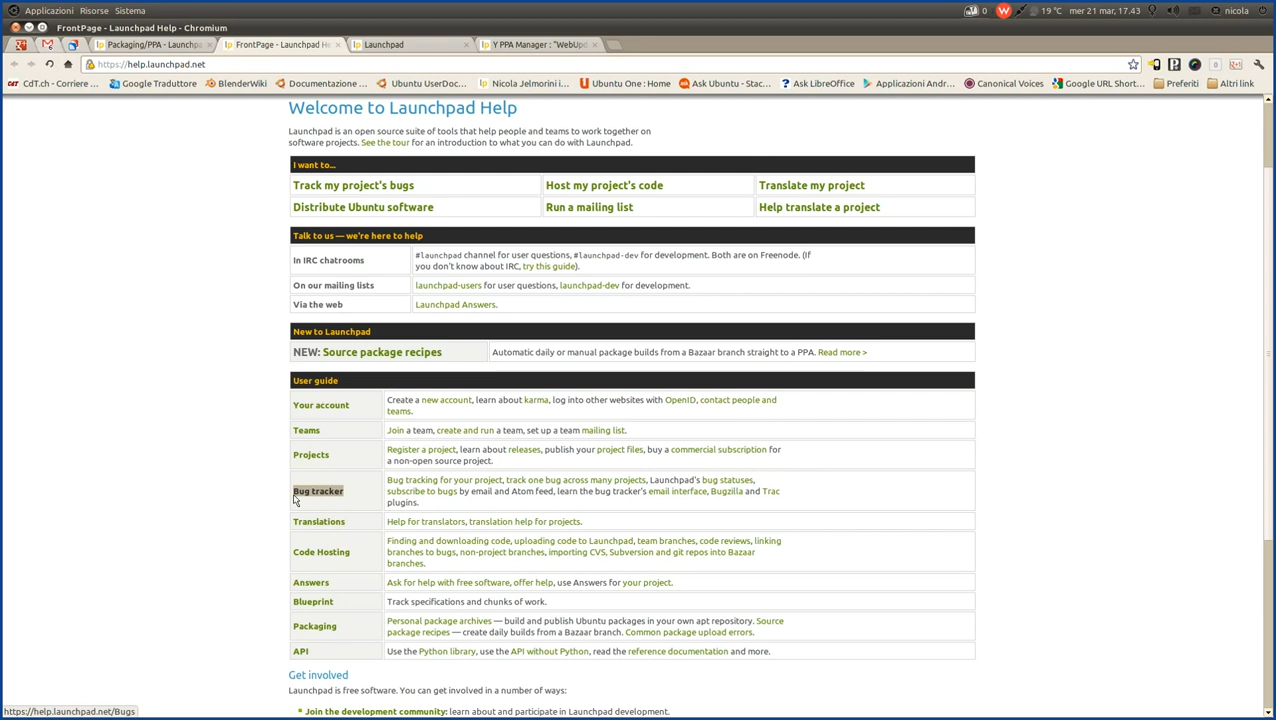 Applicazioni Risorse Sistema
0
19 °C mer 21 mar, 17.43
nicola
FrontPage - Launchpad Help - Chromium
Packaging/PPA - Launchpa
FrontPage - Launchpad He
Launchpad
Y PPA Manager : "WebUpd
https://help.launchpad.net
CdT.ch - Corriere ...
Google Traduttore
BlenderWiki
Documentazione ...
Ubuntu UserDoc...
Nicola Jelmorini i...
Ubuntu One : Home
Ask Ubuntu - Stac...
Ask LibreOffice
Applicazioni Andr...
Canonical Voices
Google URL Short...
Preferiti
Altri link
Welcome to Launchpad Help
Launchpad is an open source suite of tools that help people and teams to work together on
software projects. See the tour for an introduction to what you can do with Launchpad.
I want to...
Track my project's bugs Host my project's code Translate my project
Distribute Ubuntu software Run a mailing list Help translate a project
Talk to us — we're here to help
In IRC chatrooms
#launchpad channel for user questions, #launchpad-dev for development. Both are on Freenode. (If
you don't know about IRC, try this guide).
On our mailing lists launchpad-users for user questions, launchpad-dev for development.
Via the web Launchpad Answers.
New to Launchpad
NEW: Source package recipes Automatic daily or manual package builds from a Bazaar branch straight to a PPA. Read more >
User guide
Your account
Create a new account, learn about karma, log into other websites with OpenID, contact people and
teams.
Teams Join a team, create and run a team, set up a team mailing list.
Projects
Register a project, learn about releases, publish your project files, buy a commercial subscription for
a non-open source project.
Bug tracker
Bug tracking for your project, track one bug across many projects, Launchpad's bug statuses,
subscribe to bugs by email and Atom feed, learn the bug tracker's email interface, Bugzilla and Trac
plugins.
Translations Help for translators, translation help for projects.
Code Hosting
Finding and downloading code, uploading code to Launchpad, team branches, code reviews, linking
branches to bugs, non-project branches, importing CVS, Subversion and git repos into Bazaar
branches.
Answers Ask for help with free software, offer help, use Answers for your project.
Blueprint Track specifications and chunks of work.
Packaging
Personal package archives — build and publish Ubuntu packages in your own apt repository. Source
package recipes — create daily builds from a Bazaar branch. Common package upload errors.
API Use the Python library, use the API without Python, read the reference documentation and more.
Get involved
Launchpad is free software. You can get involved in a number of ways:
Join the development community: learn about and participate in Launchpad development.
https://help.launchpad.net/Bugs